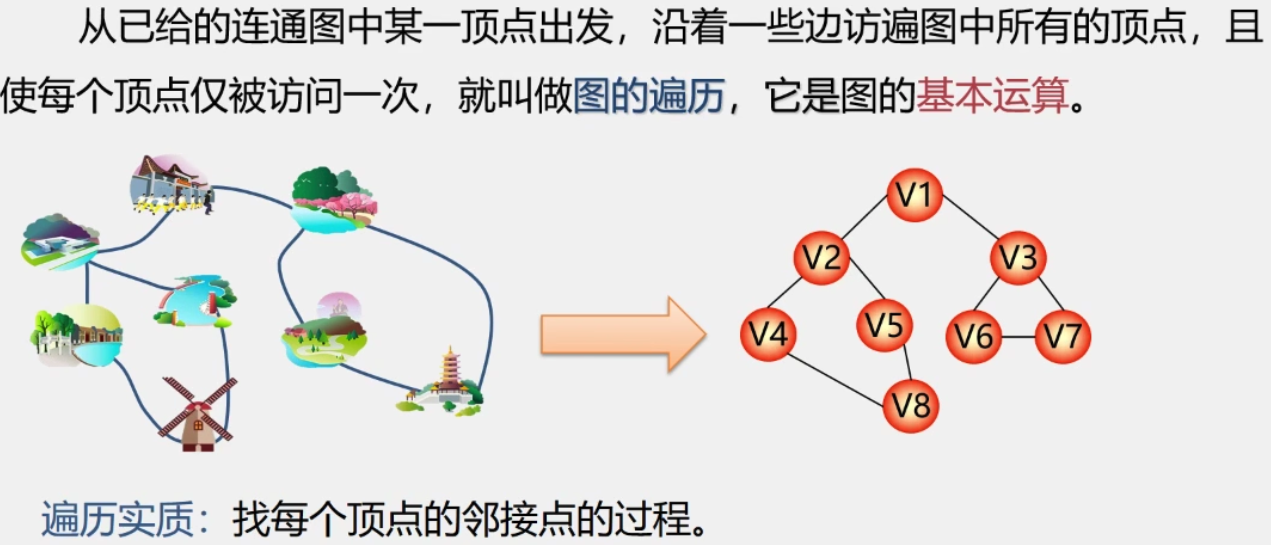 从已给的连通图中某一顶点出发，沿着一些边访遍图中所有的顶点，且
使每个顶点仅被访问一次，就叫做图的遍历，它是图的基本运算。
V1
V2
V3
V4
V5
V6
V7
V8
遍历实质：找每个顶点的邻接点的过程。